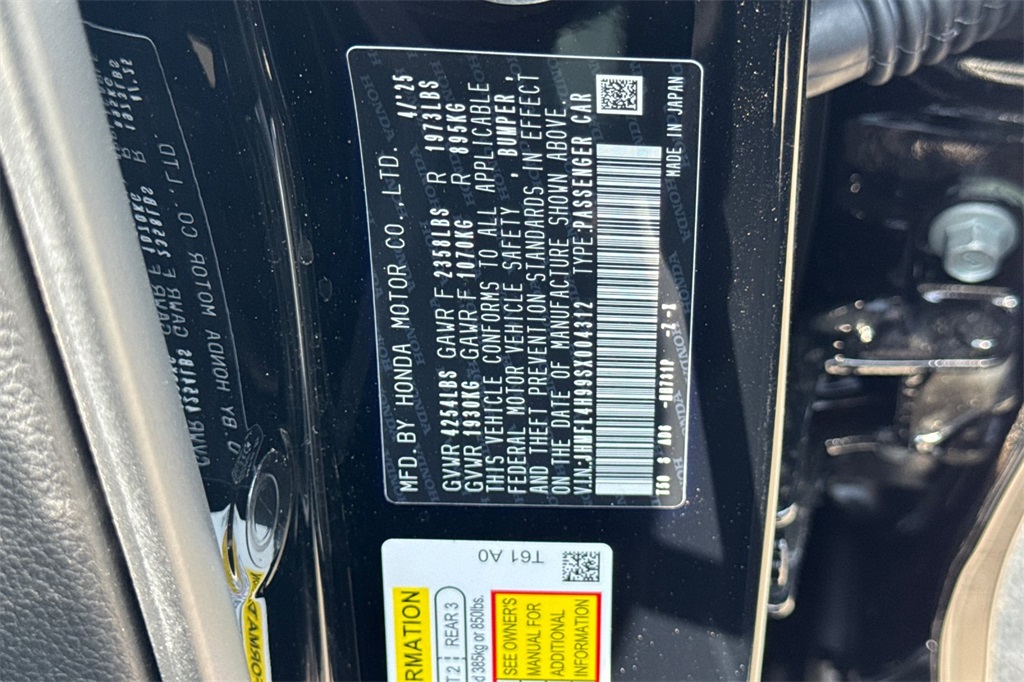 MFD.BY HONDA MOTOR CO.,LTD. 4/'25
GVWR 4254LBS GAWR F 2358LBS R 1973LBS
GVWR 1930KG GAWR F 1070KG R 895KG
THIS VEHICLE CONFORMS TO ALL APPLICABLE
FEDERAL MOTOR VEHICLE SAFETY , BUMPER ,
AND THEFT PREVENTION STANDARDS IN EFFECT
ON THE DATE OF MANUFACTURE SHOWN ABOVE.
V.I.N:JHMFL4H99SX004312 TYPE:PASSENGER CAR
MADE IN JAPAN
T61 A0
REAR 3
385kg or 850lbs.
SEE OWNER'S
MANUAL FOR
ADDITIONAL
INFORMATION